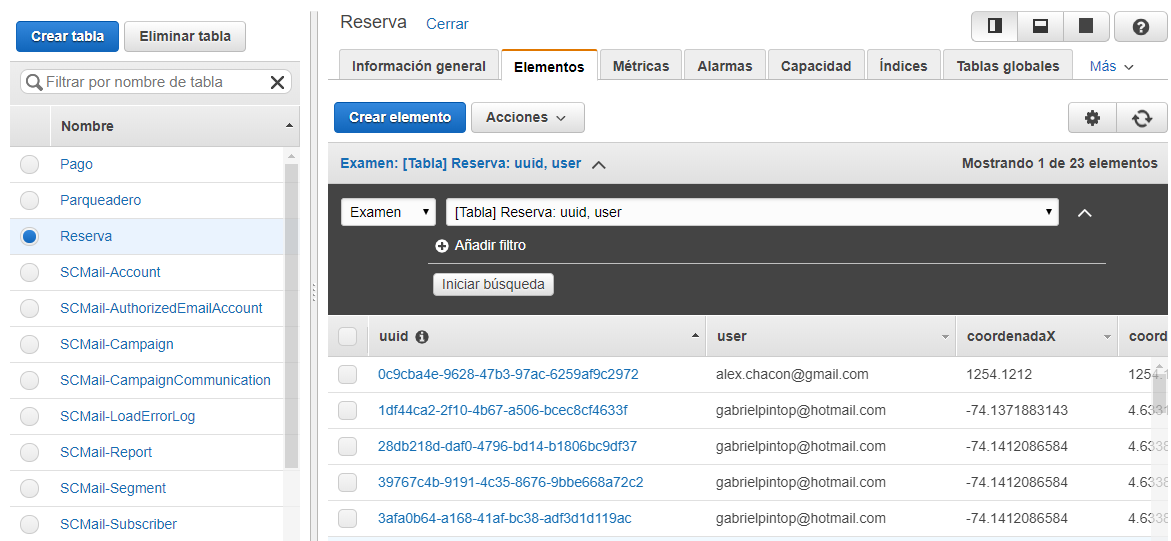 Crear tabla Eliminar tabla
Filtrar por nombre de tabla
Nombre
Pago
Parqueadero
Reserva
SCMail-Account
SCMail-AuthorizedEmailAccount
SCMail-Campaign
SCMail-CampaignCommunication
SCMail-LoadErrorLog
SCMail-Report
SCMail-Segment
SCMail-Subscriber
Reserva Cerrar
Información general Elementos Métricas Alarmas Capacidad Índices Tablas globales Más
Crear elemento Acciones
Examen: [Tabla] Reserva: uuid, user Mostrando 1 de 23 elementos
Examen [Tabla] Reserva: uuid, user
Añadir filtro
Iniciar búsqueda
uuid user coordenadaX coord
0c9cba4e-9628-47b3-97ac-6259af9c2972 alex.chacon@gmail.com 1254.1212 1254.1
1df44ca2-2f10-4b67-a506-bcec8cf4633f gabrielpintop@hotmail.com -74.1371883143 4.6331
28db218d-daf0-4796-bd14-b1806bc9df37 gabrielpintop@hotmail.com -74.1412086584 4.6338
39767c4b-9191-4c35-8676-9bbe668a72c2 gabrielpintop@hotmail.com -74.1412086584 4.6338
3afa0b64-a168-41af-bc38-adf3d1d119ac gabrielpintop@hotmail.com -74.1412086584 4.6338